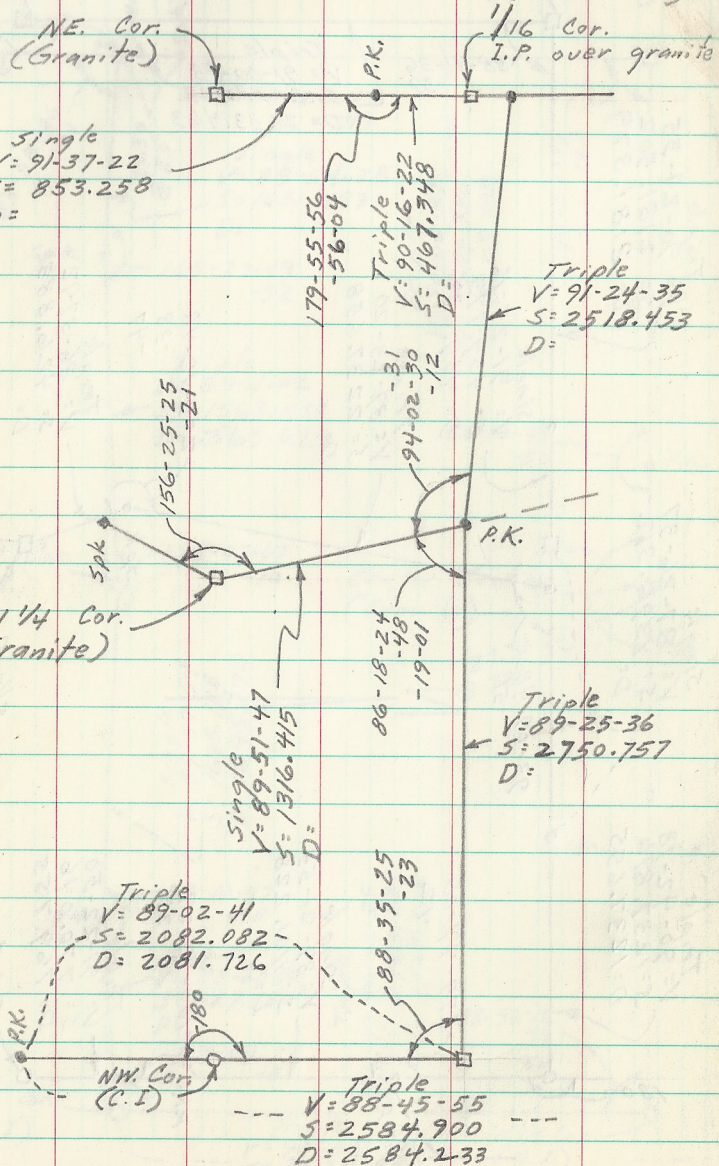 NE. Cor.
(Granite)
P.K.
1/16 Cor.
I.P. over granite
Single
V= 91-37-22
S= 853.258
D=
179-55-56
-56-04
Triple
V= 90-16-22
S= 467.348
D=
Triple
V= 91-24-35
S= 2518.453
D=
-31
94-02-30
-12
156-25-25
-21
Spk
P.K.
1/4 Cor.
(Granite)
86-18-24
-48
-19-01
Single
V= 89-51-47
S= 1316.415
D=
Triple
V= 89-25-36
S= 2750.757
D=
Triple
V= 89-02-41
S= 2082.082
D= 2081.726
88-35-25
-23
P.K.
-180
NW. Cor.
(C.I)
Triple
V= 88-45-55
S= 2584.900
D= 2584.233